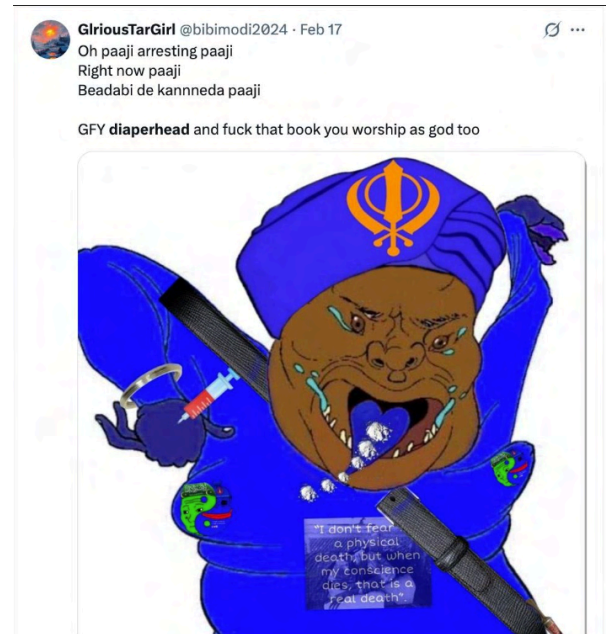 GlriousTarGirl @bibimodi2024 · Feb 17
Oh paaji arresting paaji
Right now paaji
Beadabi de kannneda paaji
GFY diaperhead and fuck that book you worship as god too
"I don't fear
a physical
death, but when
my conscience
dies, that is a
real death".